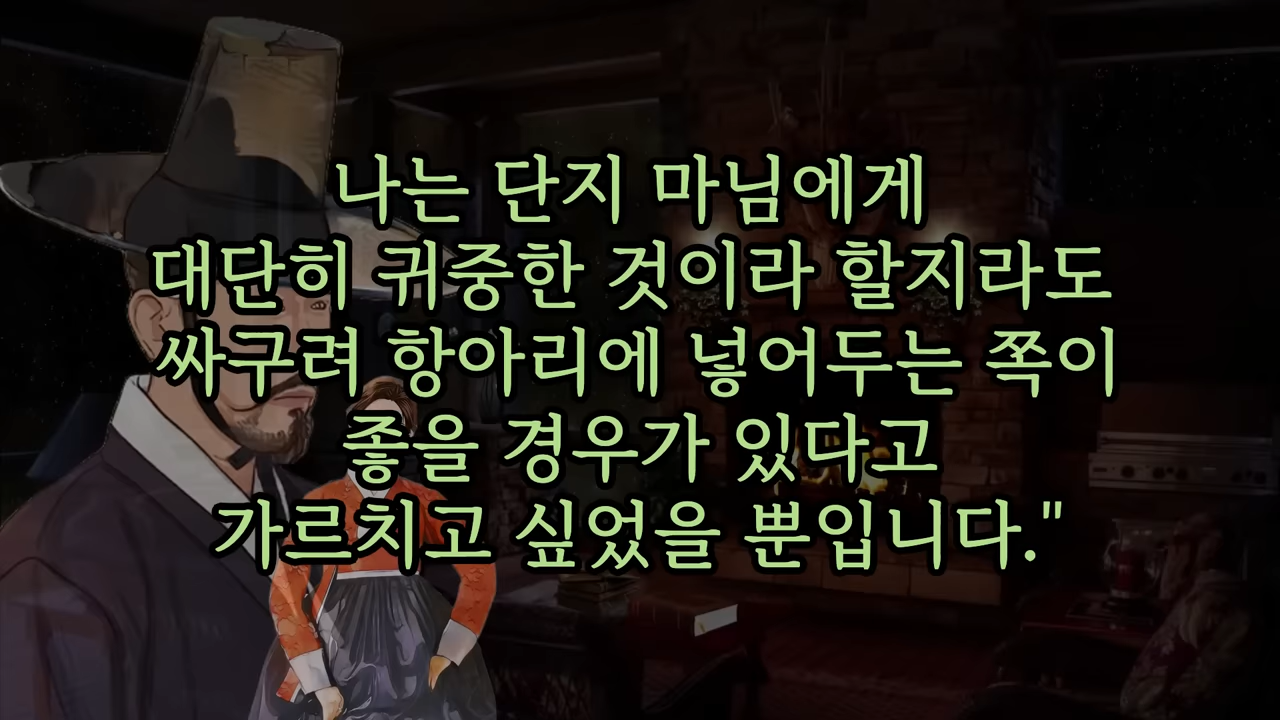 나는 단지 마님에게
대단히 귀중한 것이라 할지라도
싸구려 항아리에 넣어두는 쪽이
좋을 경우가 있다고
가르치고 싶었을 뿐입니다."